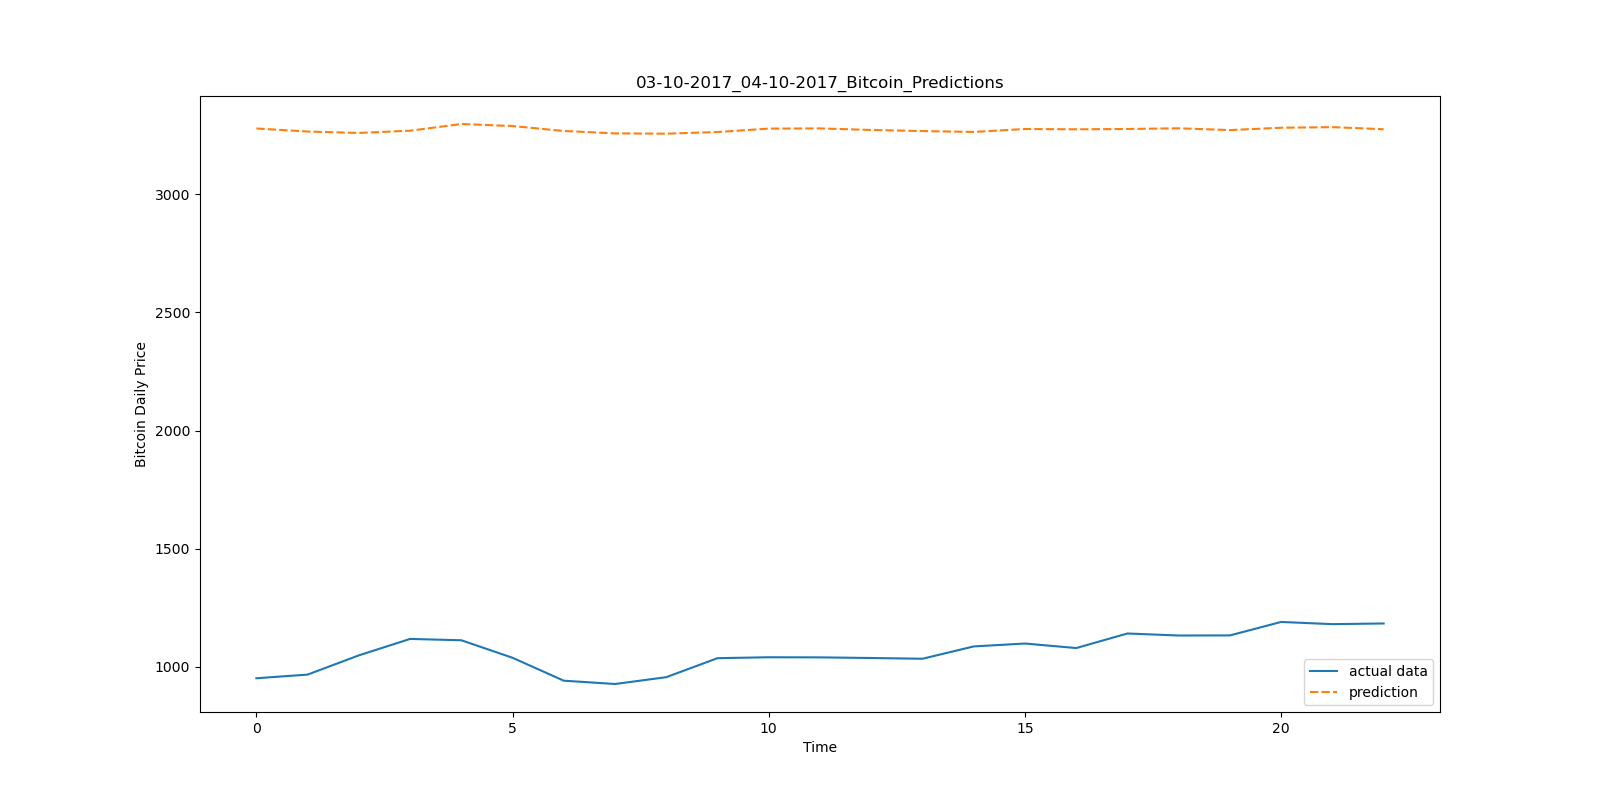 03-10-2017_04-10-2017_Bitcoin_Predictions
3000
2500
2000
1500
1000
Bitcoin Daily Price
0 5 10 15 20
Time
actual data
prediction